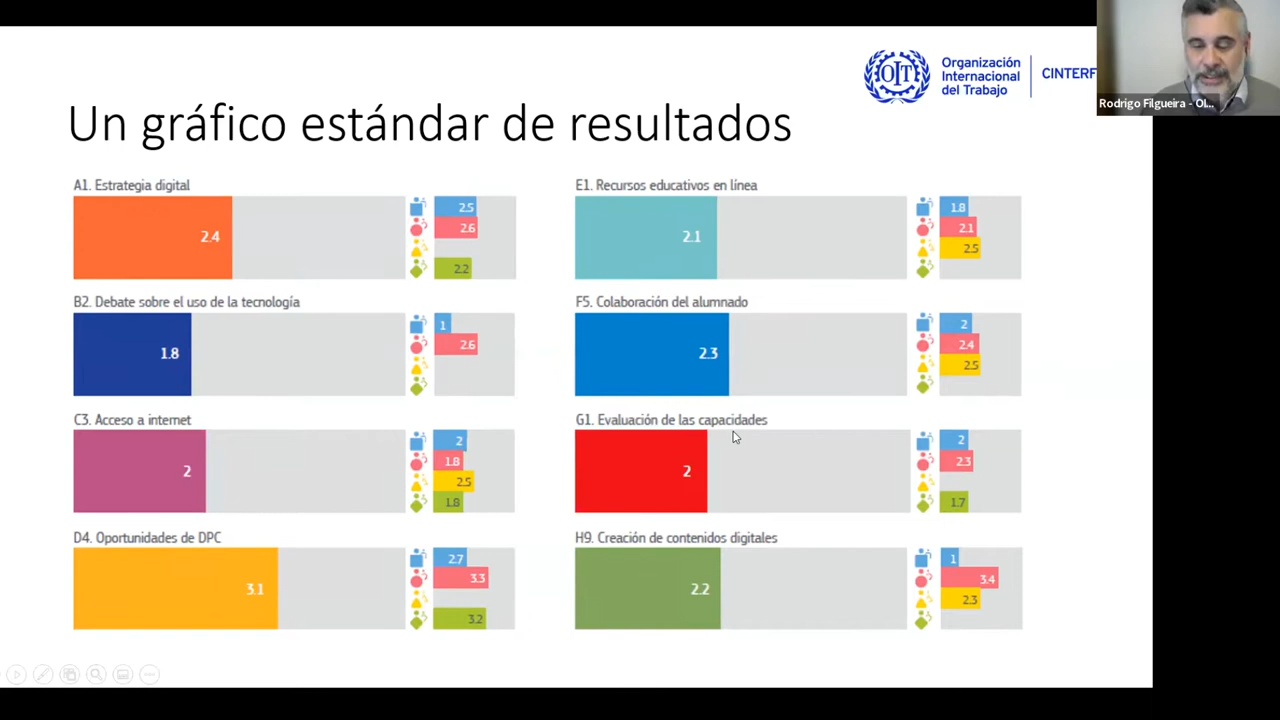 Organización
Internacional
del Trabajo
CINTERF
OIT
Rodrigo Filgueira - OI...
Un gráfico estándar de resultados
A1. Estrategia digital
2.4
2.5
2.6
2.2
B2. Debate sobre el uso de la tecnología
1.8
1
2.6
C3. Acceso a internet
2
2
1.8
2.5
1.8
D4. Oportunidades de DPC
3.1
2.7
3.3
3.2
E1. Recursos educativos en línea
2.1
1.8
2.1
2.5
F5. Colaboración del alumnado
2.3
2
2.4
2.5
G1. Evaluación de las capacidades
2
2
2.3
1.7
H9. Creación de contenidos digitales
2.2
1
3.4
2.3